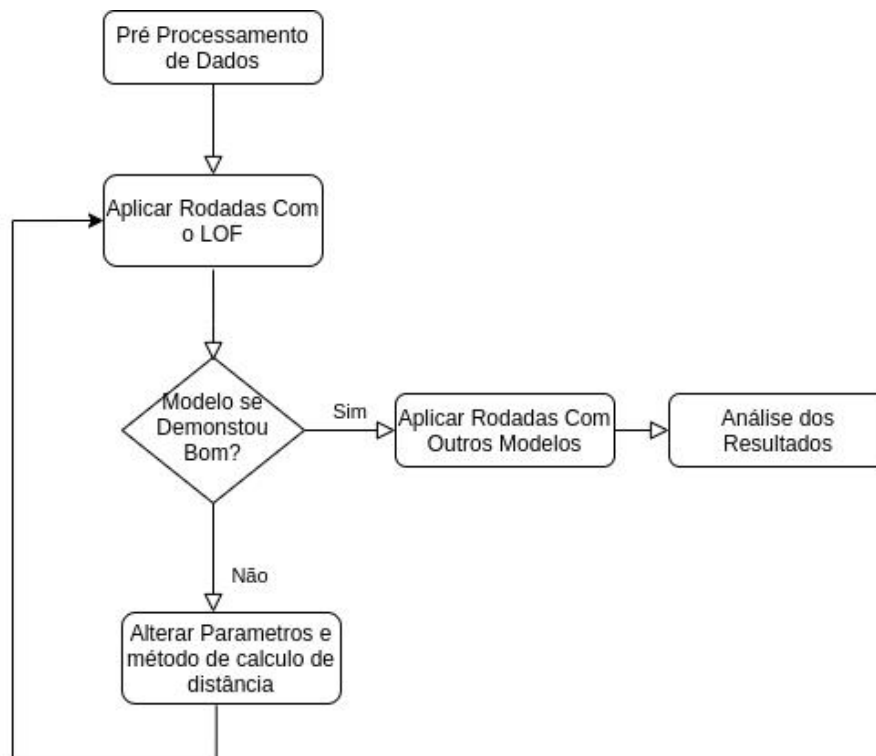 Pré Processamento
de Dados
Aplicar Rodadas Com
o LOF
Modelo se
Demonstou
Bom?
Sim
Aplicar Rodadas Com
Outros Modelos
Análise dos
Resultados
Não
Alterar Parametros e
método de calculo de
distância